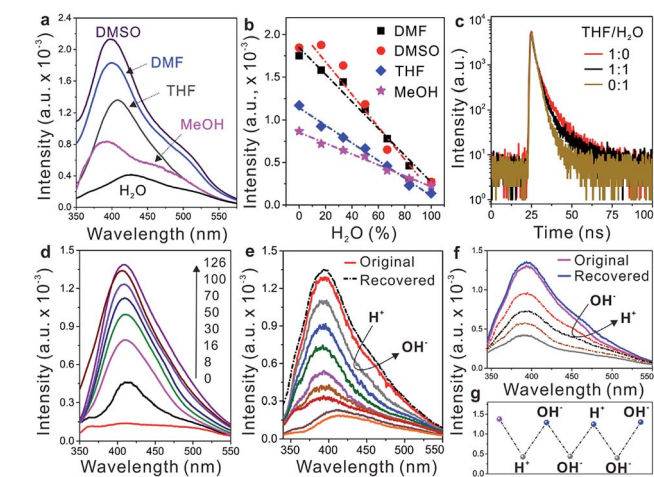 a
2.4
2.0
1.6
1.2
0.8
0.4
0.0
Intensity (a.u. x 10⁻³)
DMSO
DMF
THF
MeOH
H₂O
350 400 450 500 550
Wavelength (nm)
b
2.0
1.5
1.0
0.5
0.0
Intensity (a.u., x 10⁻³)
DMF
DMSO
THF
MeOH
0 20 40 60 80 100
H₂O (%)
c
10⁴
10³
10²
10¹
10⁰
Intensity (a.u.)
THF/H₂O
1:0
1:1
0:1
0 25 50 75 100
Time (ns)
d
1.5
1.2
0.9
0.6
0.3
0.0
Intensity (a.u. x 10⁻³)
126
100
70
50
30
16
8
0
350 400 450 500 550
Wavelength (nm)
e
1.5
1.2
0.9
0.6
0.3
0.0
Intensity (a.u. x 10⁻³)
Original
Recovered
H⁺
OH⁻
350 400 450 500 550
Wavelength (nm)
f
1.5
1.0
0.5
0.0
Intensity (a.u. x 10⁻³)
Original
Recovered
OH⁻
H⁺
350 400 450 500 550
Wavelength (nm)
g
1.5
1.0
0.5
0.0
OH⁻ H⁺ OH⁻
H⁺ OH⁻ OH⁻